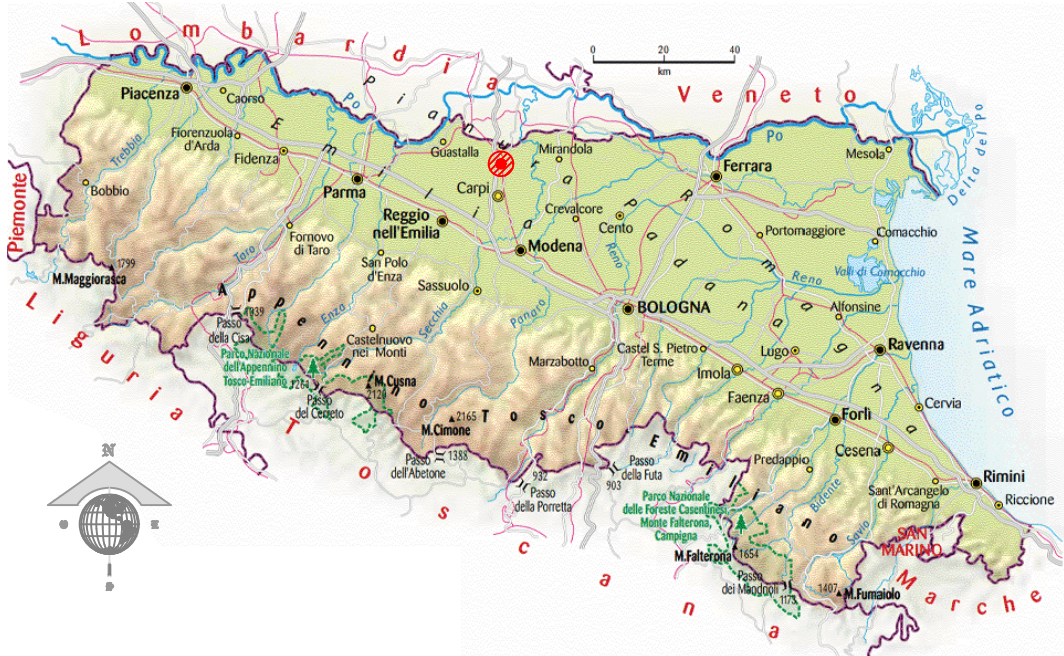 Lombardia
0 20 40
km
Veneto
Piacenza
Caorso
Po
Pianura Padana
Po
Delta del Po
Trebbia
Fiorenzuola
d'Arda
Emilia
Guastalla
Mirandola
Mesola
Fidenza
Ferrara
Bobbio
Parma
Carpi
Romagna
Piemonte
Reggio
nell'Emilia
Crevalcore
Cento
Portomaggiore
Comacchio
Fornovo
di Taro
Taro
San Polo
d'Enza
Modena
Reno
Reno
Valli di Comacchio
Mare Adriatico
1799
M.Maggiorasca
Sassuolo
Liguria
Appennino Tosco Emiliano
1039
Passo
della Cisa
Enza
Secchia
Panaro
BOLOGNA
Alfonsine
Castelnuovo
nei Monti
Parco Nazionale
dell'Appennino
Tosco-Emiliano
Marzabotto
Castel S. Pietro
Terme
Lugo
Ravenna
1261
Passo
del Cerreto
M.Cusna
2120
Imola
Faenza
Cervia
M.Cimone
2165
Forlì
Toscana
Passo
dell'Abetone
1388
932
Passo
della Porretta
903
Passo
della Futa
Predappio
Cesena
Bidente
Savio
Rimini
Sant'Arcangelo
di Romagna
Riccione
Parco Nazionale
delle Foreste Casentinesi
Monte Falterona,
Campigna
SAN
MARINO
M.Falterona
1654
Passo
dei Mandrioli
1173
1407
M.Fumaiolo
Marche
N
O E